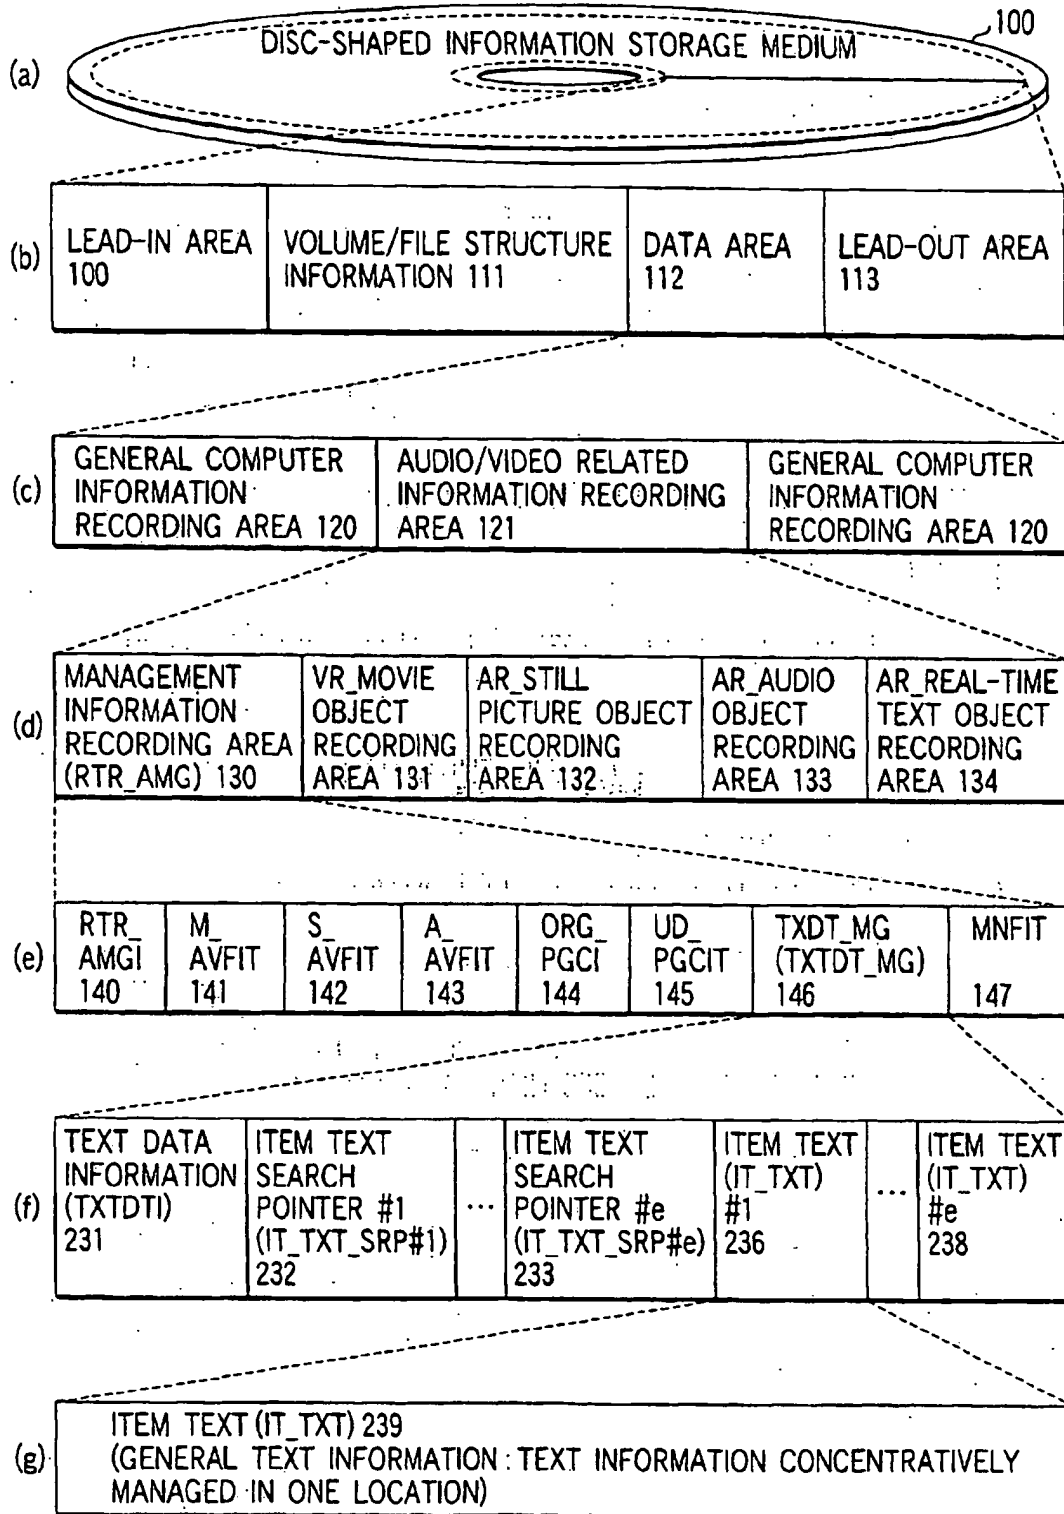 100
DISC-SHAPED INFORMATION STORAGE MEDIUM
(a)
(b)
LEAD-IN AREA
100
VOLUME/FILE STRUCTURE
INFORMATION 111
DATA AREA
112
LEAD-OUT AREA
113
(c)
GENERAL COMPUTER
INFORMATION
RECORDING AREA 120
AUDIO/VIDEO RELATED
INFORMATION RECORDING
AREA 121
GENERAL COMPUTER
INFORMATION
RECORDING AREA 120
(d)
MANAGEMENT
INFORMATION
RECORDING AREA
(RTR_AMG) 130
VR_MOVIE
OBJECT
RECORDING
AREA 131
AR_STILL
PICTURE OBJECT
RECORDING
AREA 132
AR_AUDIO
OBJECT
RECORDING
AREA 133
AR_REAL-TIME
TEXT OBJECT
RECORDING
AREA 134
(e)
RTR_
AMGI
140
M_
AVFIT
141
S_
AVFIT
142
A_
AVFIT
143
ORG_
PGCI
144
UD_
PGCIT
145
TXDT_MG
(TXTDT_MG)
146
MNFIT
147
(f)
TEXT DATA
INFORMATION
(TXTDTI)
231
ITEM TEXT
SEARCH
POINTER #1
(IT_TXT_SRP#1)
232
...
ITEM TEXT
SEARCH
POINTER #e
(IT_TXT_SRP#e)
233
ITEM TEXT
(IT_TXT)
#1
236
...
ITEM TEXT
(IT_TXT)
#e
238
(g)
ITEM TEXT (IT_TXT) 239
(GENERAL TEXT INFORMATION : TEXT INFORMATION CONCENTRATIVELY
MANAGED IN ONE LOCATION)